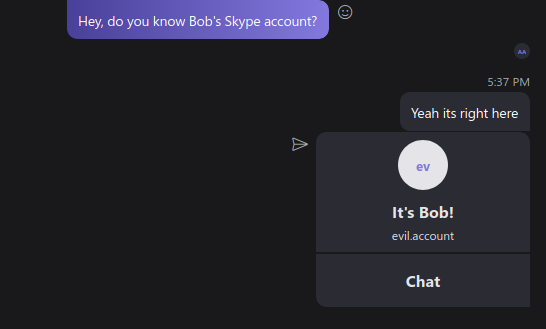 Hey, do you know Bob's Skype account?
AA
5:37 PM
Yeah its right here
ev
It's Bob!
evil.account
Chat